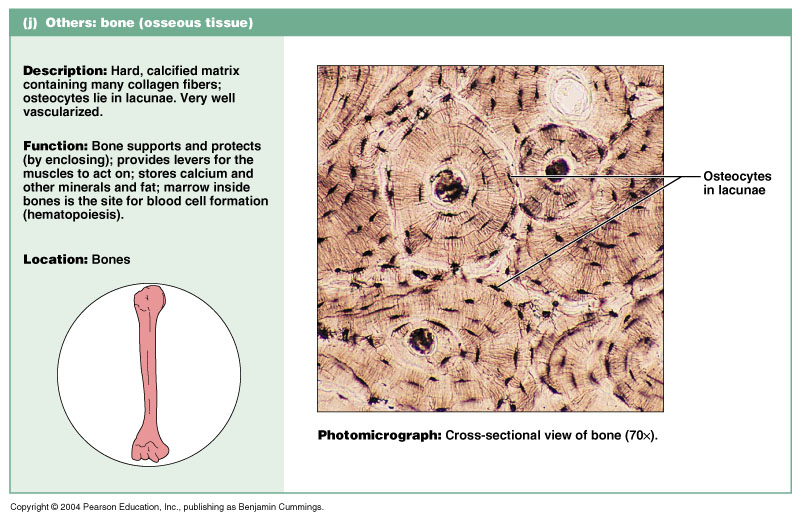 (j) Others: bone (osseous tissue)
Description: Hard, calcified matrix
containing many collagen fibers;
osteocytes lie in lacunae. Very well
vascularized.
Function: Bone supports and protects
(by enclosing); provides levers for the
muscles to act on; stores calcium and
other minerals and fat; marrow inside
bones is the site for blood cell formation
(hematopoiesis).
Location: Bones
Osteocytes
in lacunae
Photomicrograph: Cross-sectional view of bone (70×).
Copyright © 2004 Pearson Education, Inc., publishing as Benjamin Cummings.